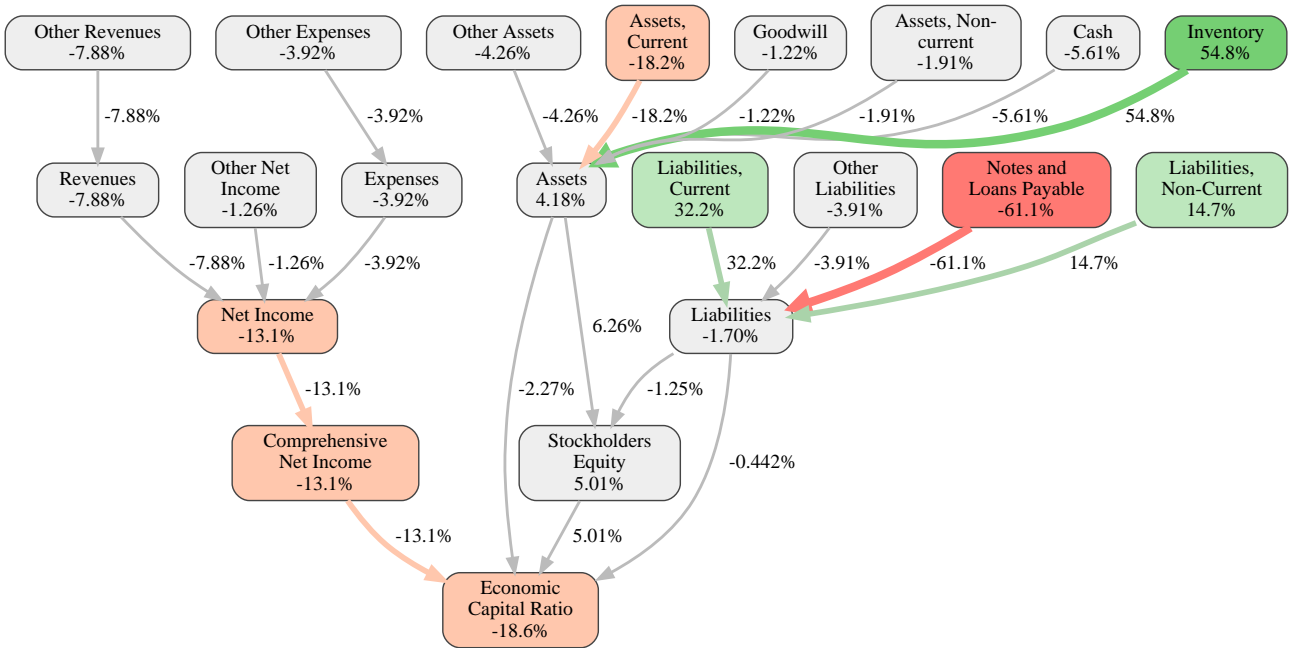 Other Revenues
-7.88%
Other Expenses
-3.92%
Other Assets
-4.26%
Assets,
Current
-18.2%
Goodwill
-1.22%
Assets, Non-
current
-1.91%
Cash
-5.61%
Inventory
54.8%
-7.88%
-3.92%
-4.26%
-18.2%
-1.22%
-1.91%
-5.61%
54.8%
Revenues
-7.88%
Other Net
Income
-1.26%
Expenses
-3.92%
Assets
4.18%
Liabilities,
Current
32.2%
Other
Liabilities
-3.91%
Notes and
Loans Payable
-61.1%
Liabilities,
Non-Current
14.7%
-7.88%
-1.26%
-3.92%
32.2%
-3.91%
-61.1%
14.7%
Net Income
-13.1%
6.26%
Liabilities
-1.70%
-13.1%
-2.27%
-1.25%
Comprehensive
Net Income
-13.1%
Stockholders
Equity
5.01%
-0.442%
-13.1%
5.01%
Economic
Capital Ratio
-18.6%